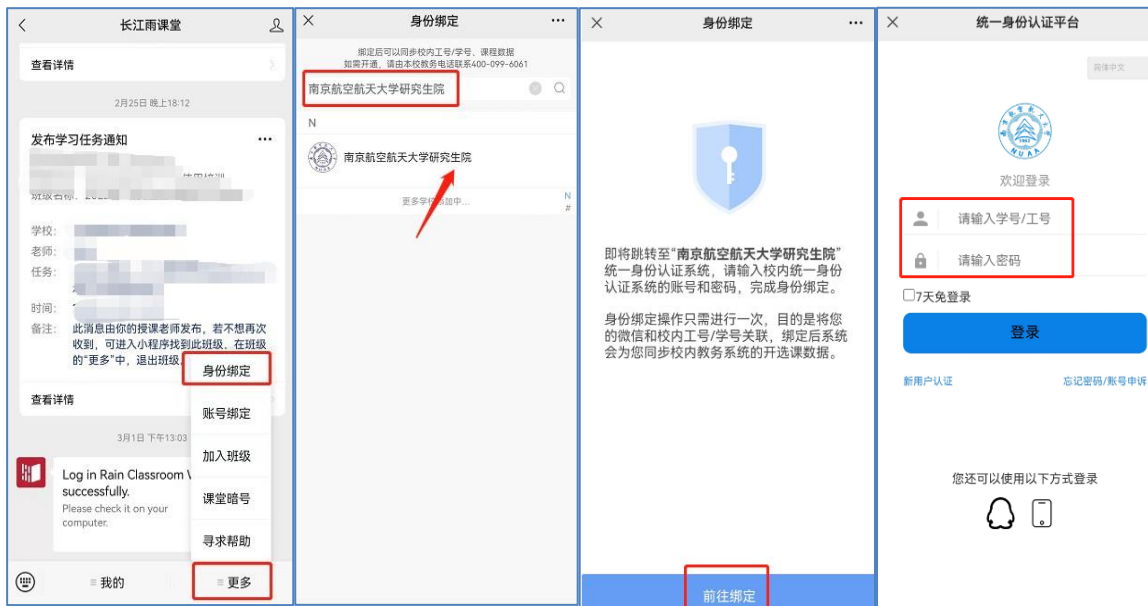 长江雨课堂
查看详情
2月25日 晚上18:12
发布学习任务通知
班级名称:
学校:
老师:
任务:
时间:
备注: 此消息由你的授课老师发布，若不想再次
收到，可进入小程序找到此班级、在班级
的“更多”中，退出班级
身份绑定
查看详情
账号绑定
3月1日 下午13:03
加入班级
Log in Rain Classroom
successfully.
Please check it on your
computer.
课堂暗号
寻求帮助
我的
更多
身份绑定
绑定后可以同步校内工号/学号、课程数据
如需开通，请由本校教务电话联系400-099-6061
南京航空航天大学研究生院
N
南京航空航天大学研究生院
更多学校添加中...
N
#
身份绑定
即将跳转至“南京航空航天大学研究生院”
统一身份认证系统，请输入校内统一身份
认证系统的账号和密码，完成身份绑定。
身份绑定操作只需进行一次，目的是将您
的微信和校内工号/学号关联，绑定后系统
会为您同步校内教务系统的开选课数据。
前往绑定
统一身份认证平台
简体中文
NUAA
欢迎登录
请输入学号/工号
请输入密码
7天免登录
登录
新用户认证
忘记密码/账号申诉
您还可以使用以下方式登录